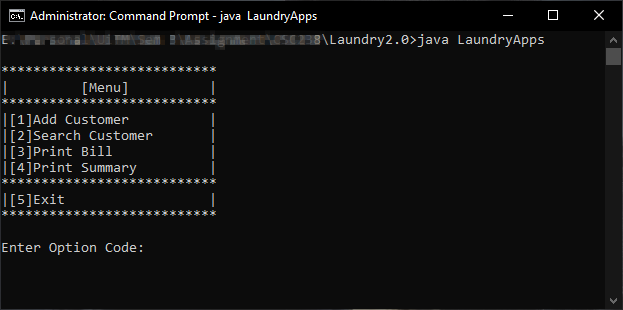 Administrator: Command Prompt - java  LaundryApps
\Laundry2.0>java LaundryApps
***************************
|         [Menu]          |
***************************
|[1]Add Customer          |
|[2]Search Customer       |
|[3]Print Bill            |
|[4]Print Summary         |
***************************
|[5]Exit                  |
***************************
Enter Option Code: